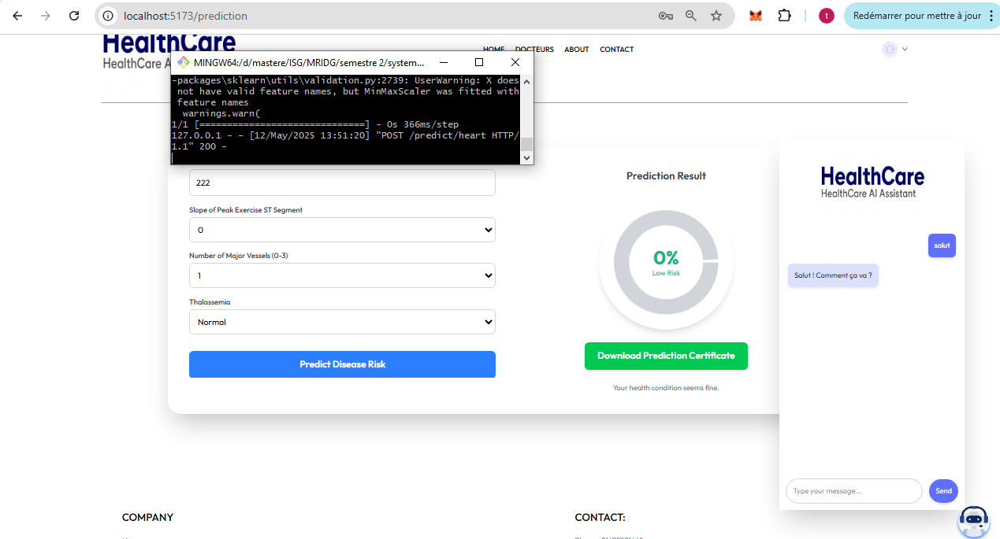 localhost:5173/prediction
t
Redémarrer pour mettre à jour
HealthCare
HealthCare A
HOME DOCTEURS ABOUT CONTACT
MINGW64:/d/mastere/ISG/MRIDG/semestre 2/system...
-packages\sklearn\utils\validation.py:2739: UserWarning: X does
not have valid feature names, but MinMaxScaler was fitted with
feature names
warnings.warn(
1/1 [==============================] - 0s 366ms/step
127.0.0.1 - - [12/May/2025 13:51:20] "POST /predict/heart HTTP/
1.1" 200 -
222
Slope of Peak Exercise ST Segment
0
Number of Major Vessels (0-3)
1
Thalassemia
Normal
Predict Disease Risk
Prediction Result
0%
Low Risk
Download Prediction Certificate
Your health condition seems fine.
HealthCare
HealthCare AI Assistant
salut
Salut ! Comment ça va ?
Type your message...
Send
COMPANY
CONTACT: